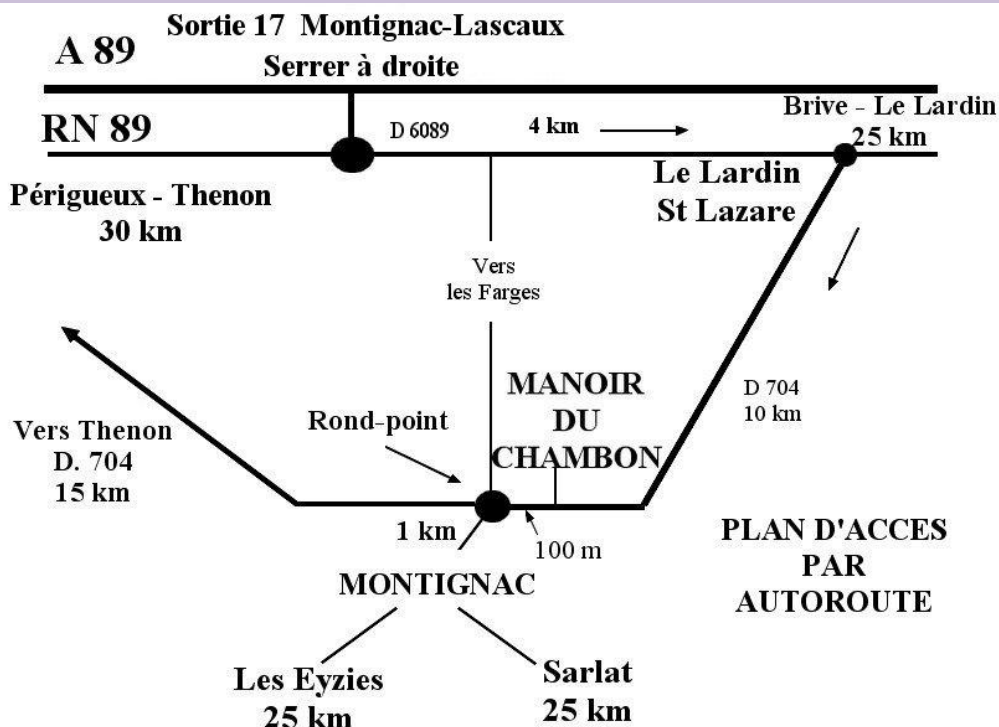 Sortie 17 Montignac-Lascaux
A 89
Serrer à droite
RN 89
D 6089
4 km
Brive - Le Lardin
25 km
Périgueux - Thenon
30 km
Le Lardin
St Lazare
Vers
les Farges
MANOIR
DU
CHAMBON
D 704
10 km
Rond-point
Vers Thenon
D. 704
15 km
1 km
100 m
PLAN D'ACCES
PAR
AUTOROUTE
MONTIGNAC
Les Eyzies
25 km
Sarlat
25 km